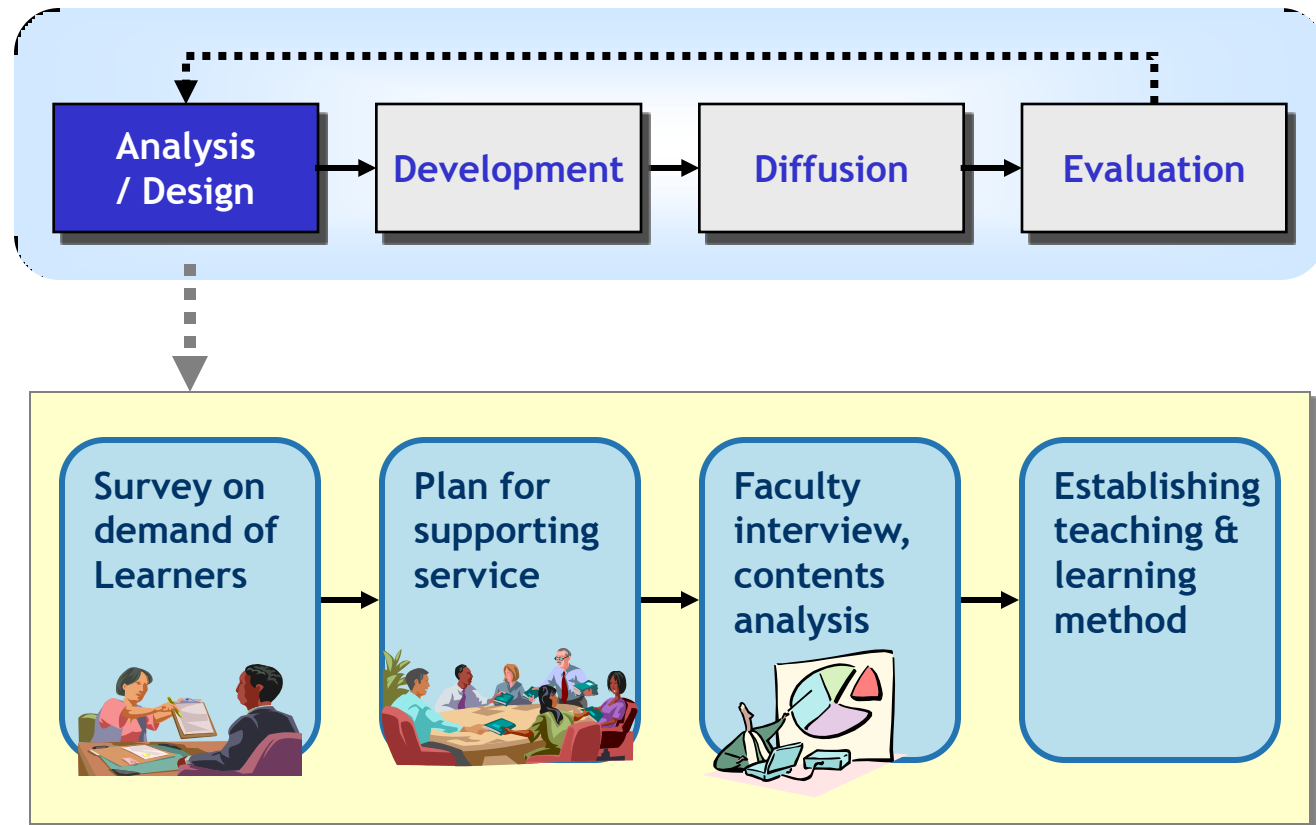 Analysis
/ Design
Development
Diffusion
Evaluation
Survey on
demand of
Learners
Plan for
supporting
service
Faculty
interview,
contents
analysis
Establishing
teaching &
learning
method